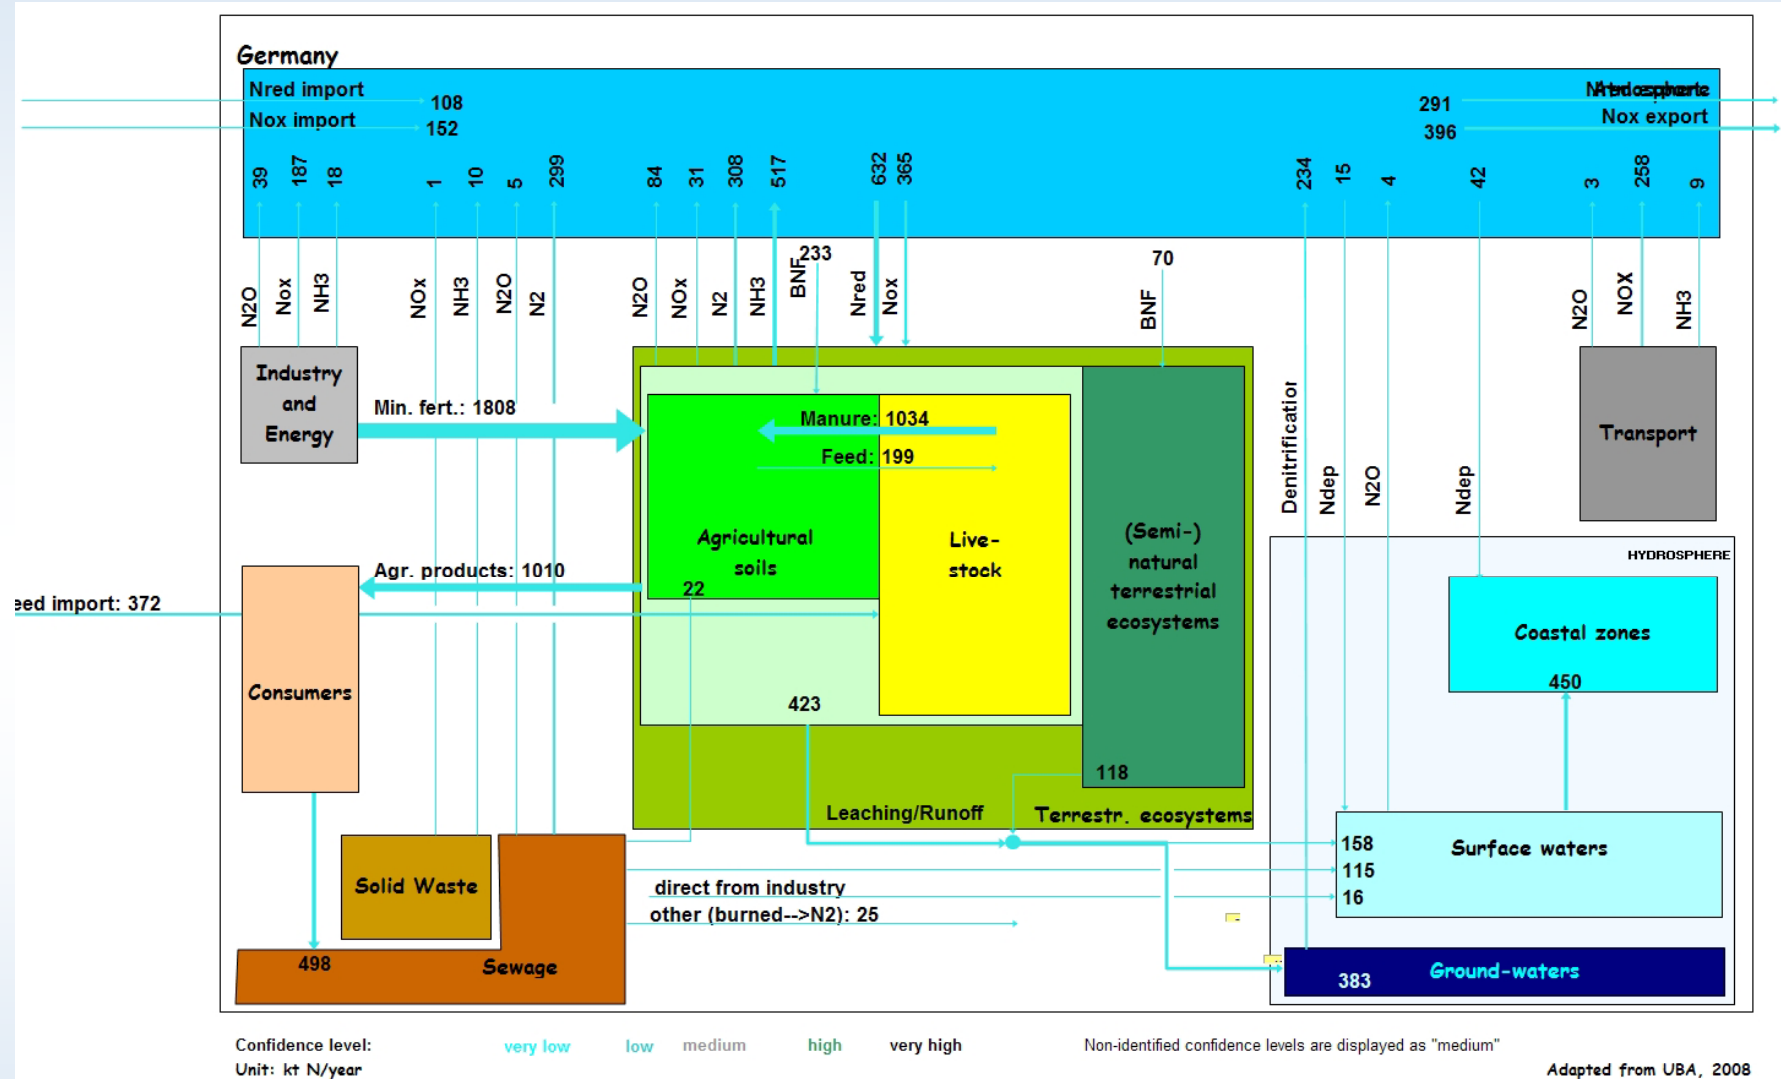 Germany
Nred import
108
Nox import
152
291
396
Nox export
39
187
18
1
10
5
299
84
31
308
517
632
365
234
15
4
42
3
258
9
N2O
Nox
NH3
NOx
NH3
N2O
N2
N2O
NOx
N2
NH3
BNF
233
Nred
Nox
70
BNF
N2O
NOX
NH3
Industry
and
Energy
Min. fert.: 1808
Manure: 1034
Feed: 199
Transport
Denitrification
Ndep
N2O
Ndep
Agricultural
soils
22
Live-
stock
(Semi-)
natural
terrestrial
ecosystems
HYDROSPHERE
Agr. products: 1010
eed import: 372
Coastal zones
450
Consumers
423
118
Leaching/Runoff
Terrestr. ecosystems
158
115
16
Surface waters
Solid Waste
direct from industry
other (burned-->N2): 25
498
Sewage
383
Ground-waters
Confidence level:
very low
low
medium
high
very high
Non-identified confidence levels are displayed as "medium"
Unit: kt N/year
Adapted from UBA, 2008